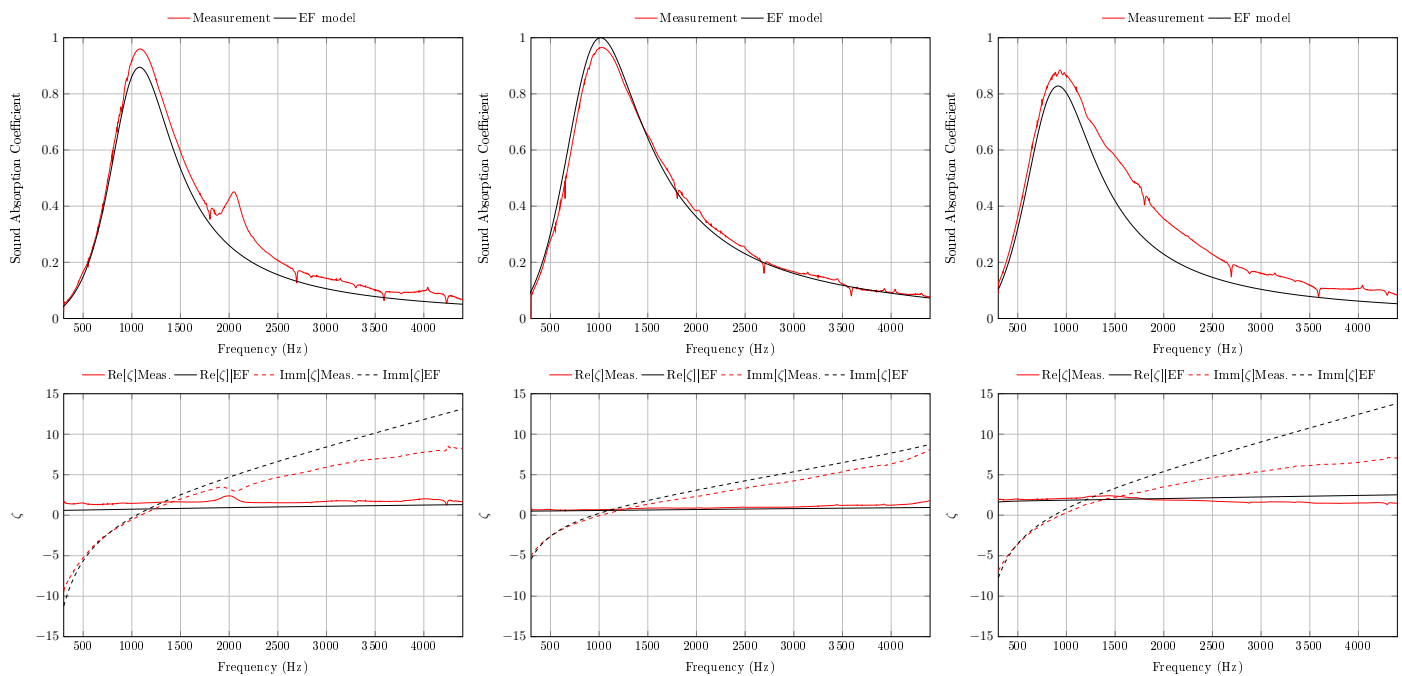 Measurement EF model
1
0.8
0.6
0.4
0.2
0
Sound Absorption Coefficient
500 1000 1500 2000 2500 3000 3500 4000
Frequency (Hz)
Measurement EF model
1
0.8
0.6
0.4
0.2
0
Sound Absorption Coefficient
500 1000 1500 2000 2500 3000 3500 4000
Frequency (Hz)
Measurement EF model
1
0.8
0.6
0.4
0.2
0
Sound Absorption Coefficient
500 1000 1500 2000 2500 3000 3500 4000
Frequency (Hz)
Re[ζ]Meas. Re[ζ]]EF Imm[ζ]Meas. Imm[ζ]EF
15
10
5
0
−5
−10
−15
ζ
500 1000 1500 2000 2500 3000 3500 4000
Frequency (Hz)
Re[ζ]Meas. Re[ζ]]EF Imm[ζ]Meas. Imm[ζ]EF
15
10
5
0
−5
−10
−15
ζ
500 1000 1500 2000 2500 3000 3500 4000
Frequency (Hz)
Re[ζ]Meas. Re[ζ]]EF Imm[ζ]Meas. Imm[ζ]EF
15
10
5
0
−5
−10
−15
ζ
500 1000 1500 2000 2500 3000 3500 4000
Frequency (Hz)